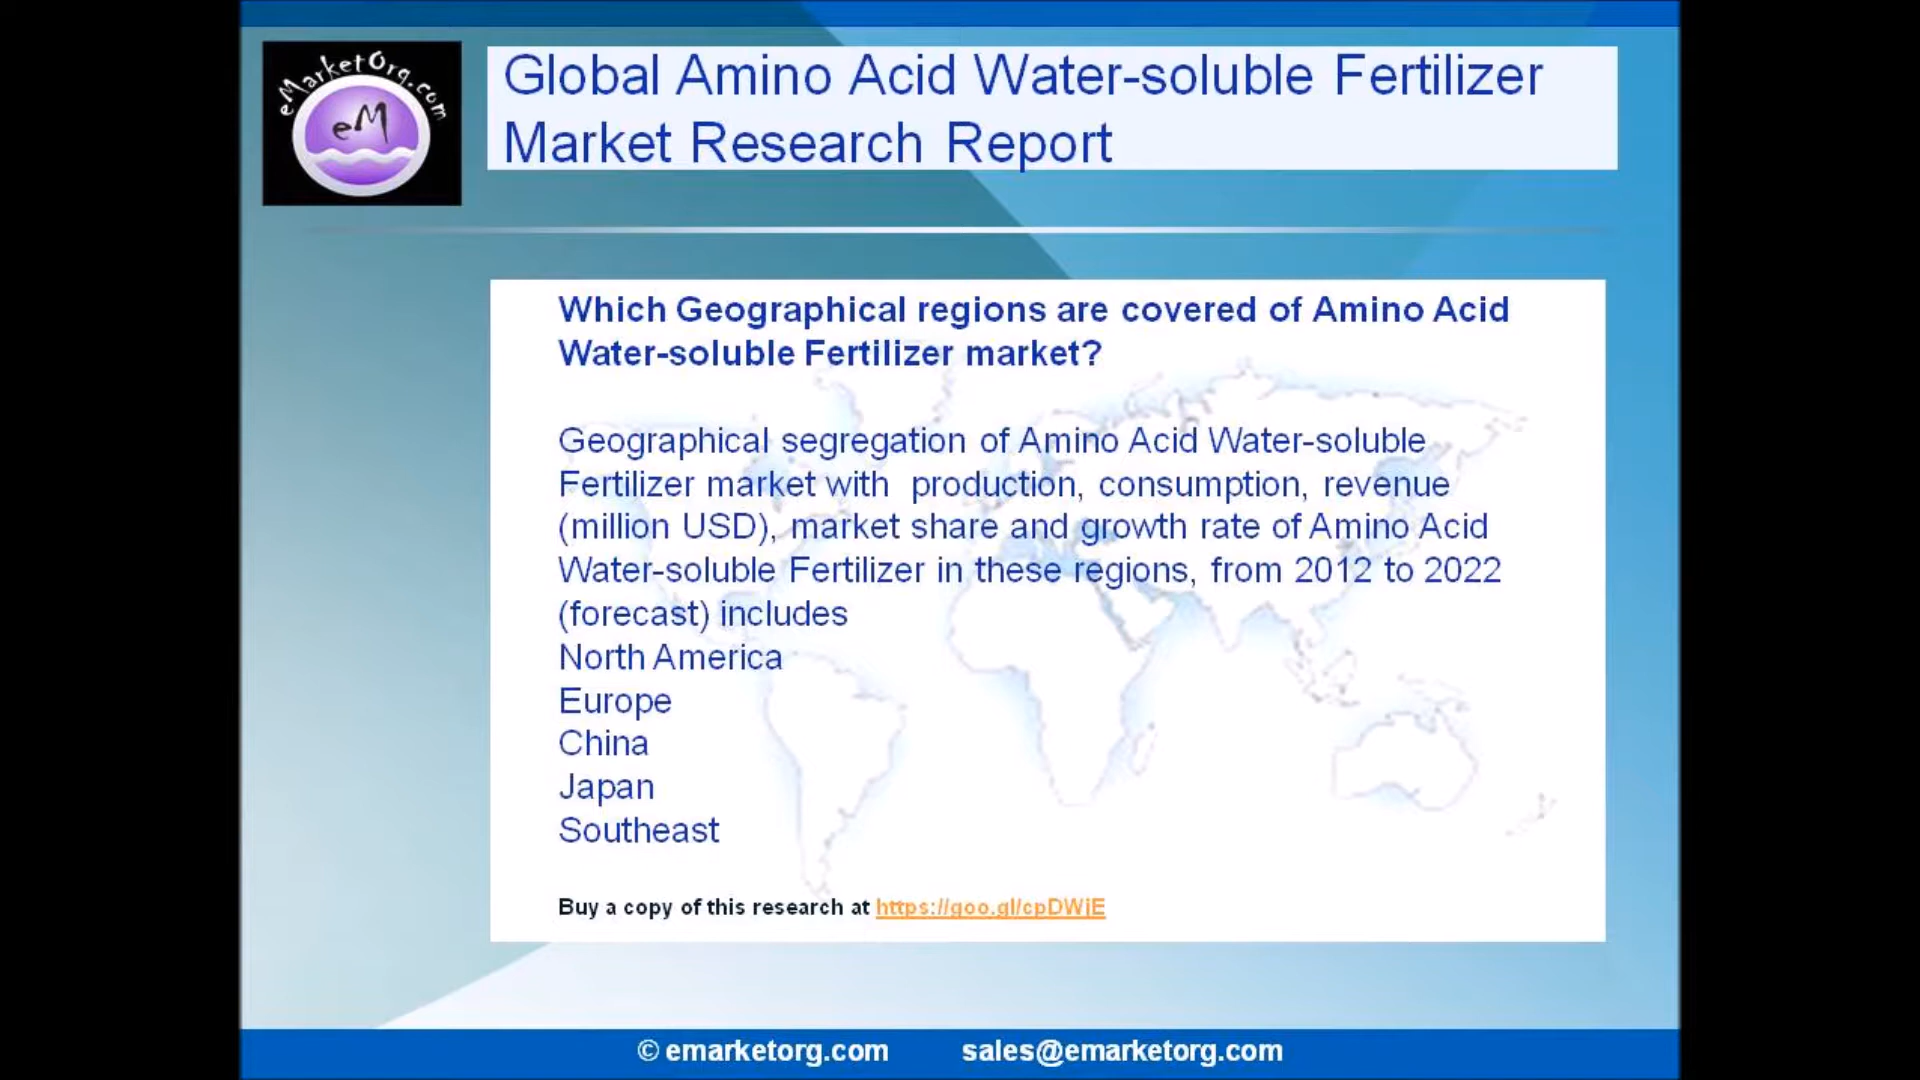 eMarketOrg.com
eM
Global Amino Acid Water-soluble Fertilizer
Market Research Report
Which Geographical regions are covered of Amino Acid
Water-soluble Fertilizer market?
Geographical segregation of Amino Acid Water-soluble
Fertilizer market with production, consumption, revenue
(million USD), market share and growth rate of Amino Acid
Water-soluble Fertilizer in these regions, from 2012 to 2022
(forecast) includes
North America
Europe
China
Japan
Southeast
Buy a copy of this research at https://goo.gl/cpDWjE
© emarketorg.com sales@emarketorg.com